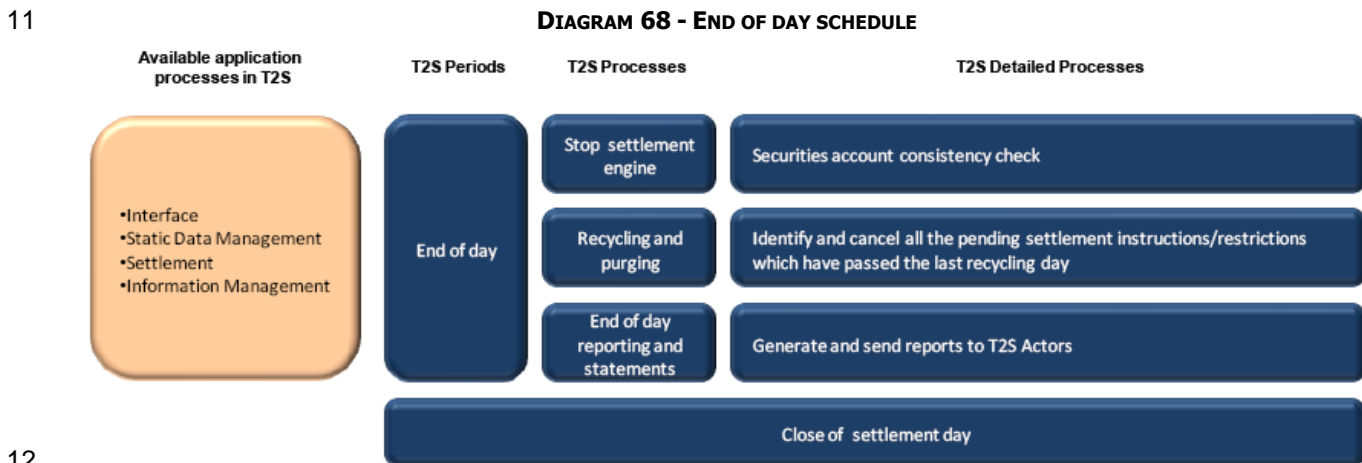 11
DIAGRAM 68 - END OF DAY SCHEDULE
Available application
processes in T2S
T2S Periods
T2S Processes
T2S Detailed Processes
•Interface
•Static Data Management
•Settlement
•Information Management
End of day
Stop settlement
engine
Securities account consistency check
Recycling and
purging
Identify and cancel all the pending settlement instructions/restrictions
which have passed the last recycling day
End of day
reporting and
statements
Generate and send reports to T2S Actors
Close of settlement day
12